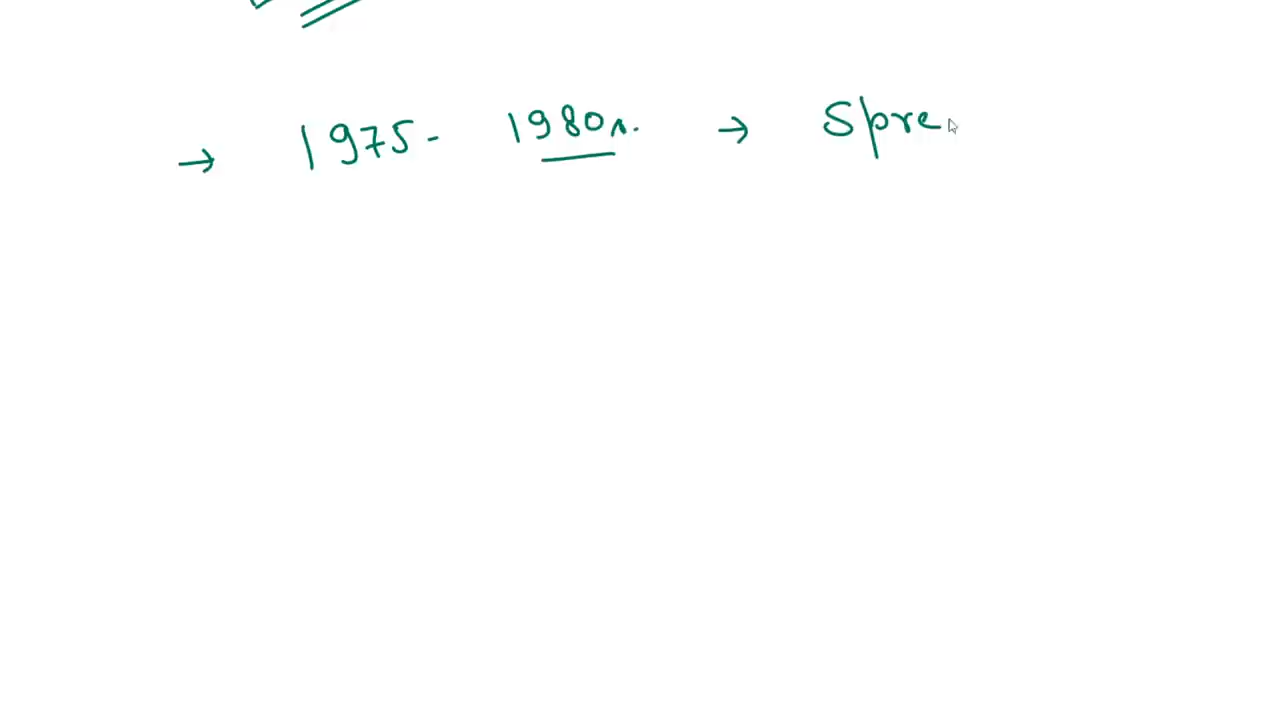 → 1975 - 1980s. → Spre